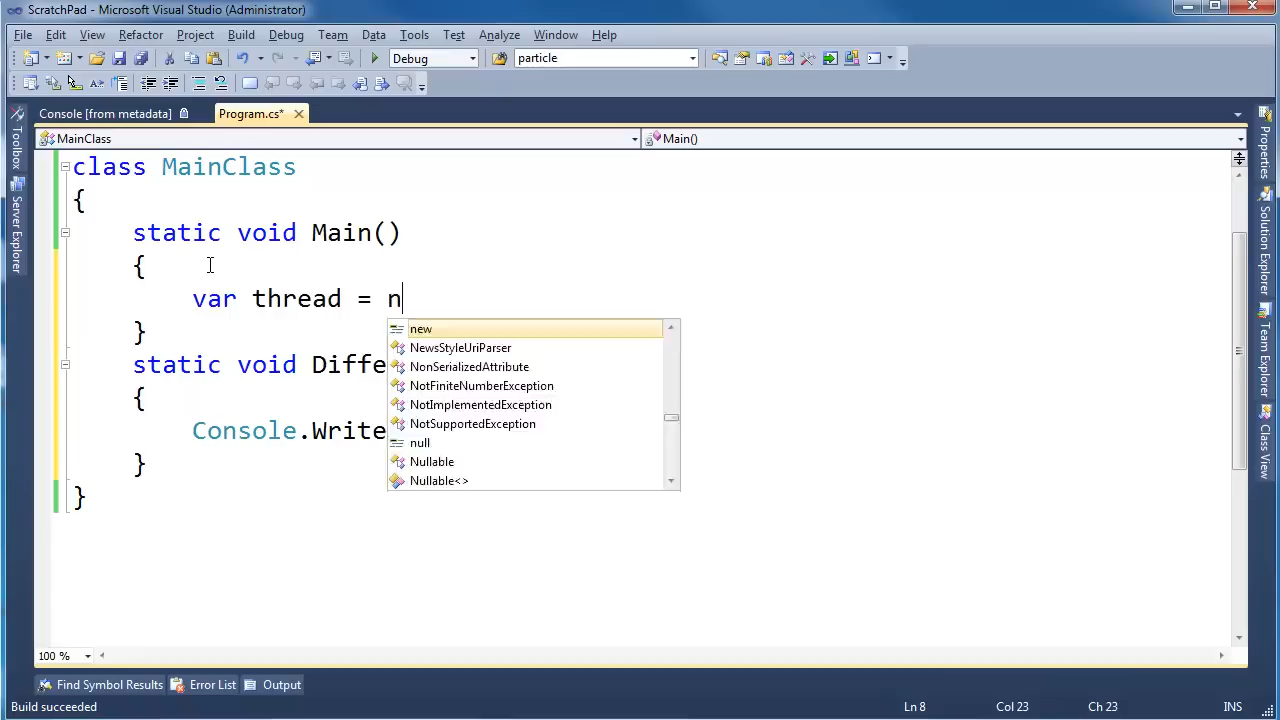 ScratchPad - Microsoft Visual Studio (Administrator)
File Edit View Refactor Project Build Debug Team Data Tools Test Analyze Window Help
Debug particle
Console [from metadata] Program.cs*
MainClass Main()
class MainClass
{
static void Main()
{
var thread = n
}
static void Diffe
{
Console.Write
}
}
new
NewsStyleUriParser
NonSerializedAttribute
NotFiniteNumberException
NotImplementedException
NotSupportedException
null
Nullable
Nullable<>
Toolbox
Server Explorer
Properties
Solution Explorer
Team Explorer
Class View
100 %
Find Symbol Results Error List Output
Build succeeded Ln 8 Col 23 Ch 23 INS